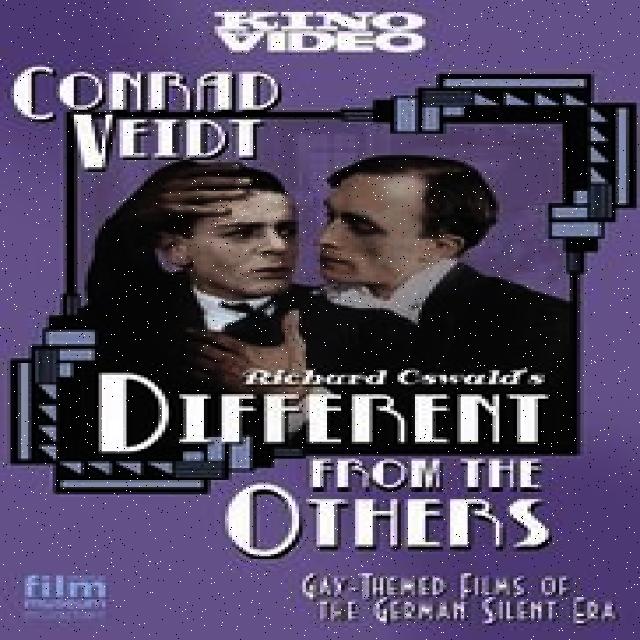 KINO
VIDEO
CONRAD
VEIDT
Richard Oswald's
DIFFERENT
FROM THE
OTHERS
film
museum
GAY-THEMED FILMS OF
THE GERMAN SILENT ERA